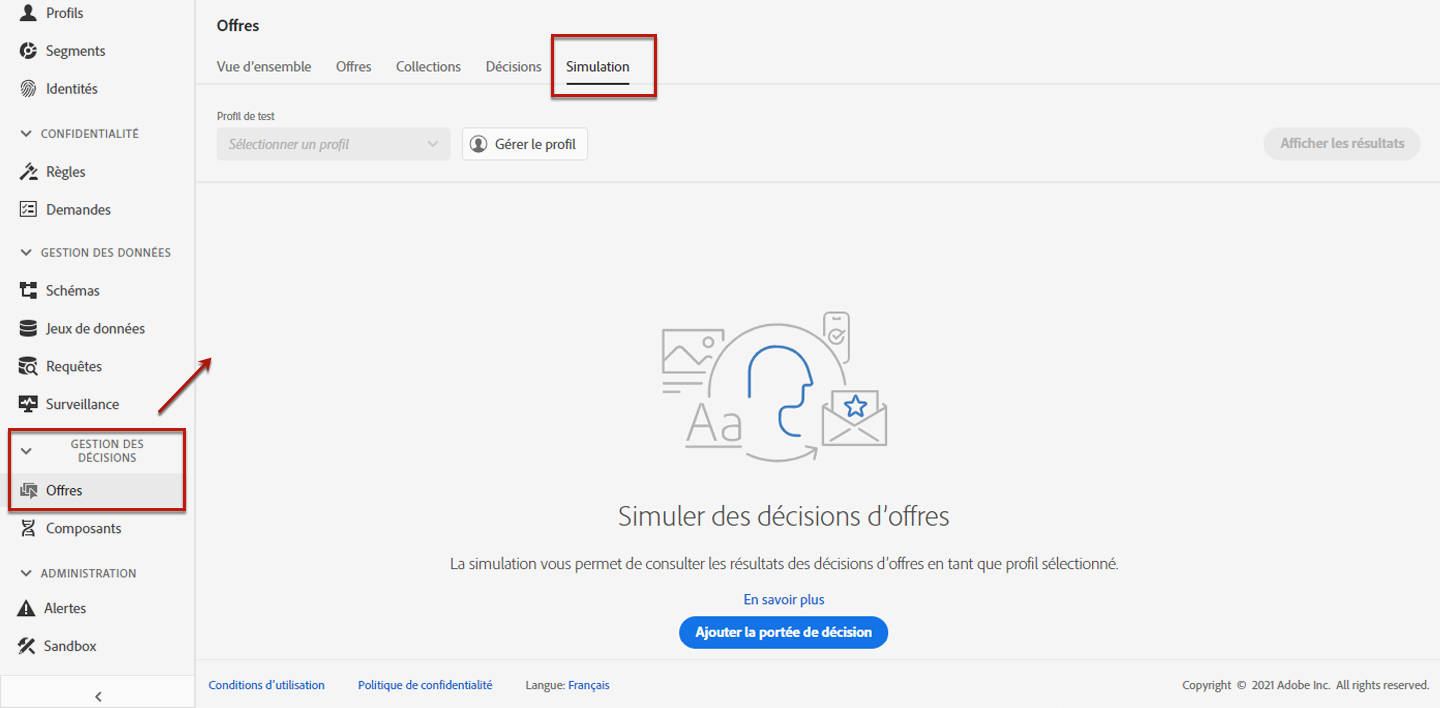 Profils
Segments
Identités
CONFIDENTIALITÉ
Règles
Demandes
GESTION DES DONNÉES
Schémas
Jeux de données
Requêtes
Surveillance
GESTION DES
DÉCISIONS
Offres
Composants
ADMINISTRATION
Alertes
Sandbox
Offres
Vue d'ensemble Offres Collections Décisions Simulation
Profil de test
Sélectionner un profil Gérer le profil Afficher les résultats
Aa
Simuler des décisions d'offres
La simulation vous permet de consulter les résultats des décisions d'offres en tant que profil sélectionné.
En savoir plus
Ajouter la portée de décision
Conditions d'utilisation Politique de confidentialité Langue: Français Copyright © 2021 Adobe Inc. All rights reserved.